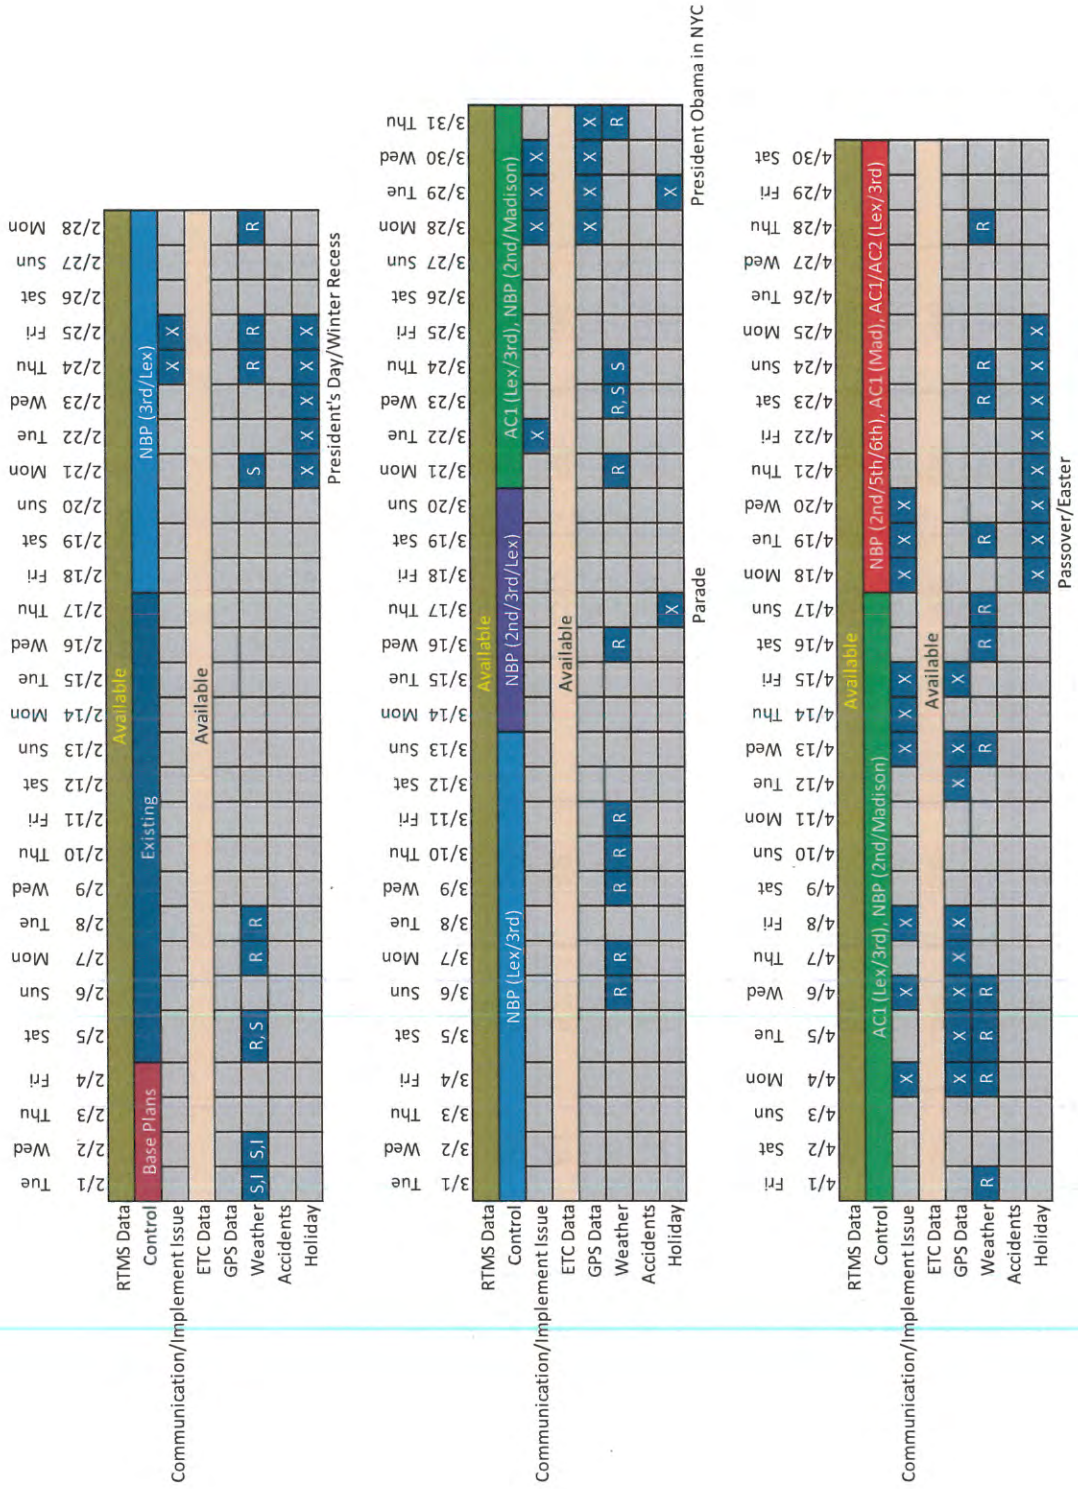 Tue Wed Thu Fri Sat Sun Mon Tue Wed Thu Fri Sat Sun Mon Tue Wed Thu Fri Sat Sun Mon Tue Wed Thu Fri Sat Sun Mon
2/1 2/2 2/3 2/4 2/5 2/6 2/7 2/8 2/9 2/10 2/11 2/12 2/13 2/14 2/15 2/16 2/17 2/18 2/19 2/20 2/21 2/22 2/23 2/24 2/25 2/26 2/27 2/28
RTMS Data Available
Control Base Plans Existing NBP (3rd/Lex)
Communication/Implement Issue X X
ETC Data Available
GPS Data
Weather S,I S,I R, S R R S R R R
Accidents
Holiday X X X X X
President's Day/Winter Recess
Tue Wed Thu Fri Sat Sun Mon Tue Wed Thu Fri Sat Sun Mon Tue Wed Thu Fri Sat Sun Mon Tue Wed Thu Fri Sat Sun Mon Tue Wed Thu
3/1 3/2 3/3 3/4 3/5 3/6 3/7 3/8 3/9 3/10 3/11 3/12 3/13 3/14 3/15 3/16 3/17 3/18 3/19 3/20 3/21 3/22 3/23 3/24 3/25 3/26 3/27 3/28 3/29 3/30 3/31
RTMS Data Available
Control NBP (Lex/3rd) NBP (2nd/3rd/Lex) AC1 (Lex/3rd), NBP (2nd/Madison)
Communication/Implement Issue X X X X
ETC Data Available
GPS Data X X X X
Weather R R R R R R R R, S S R
Accidents
Holiday X X
Parade President Obama in NYC
Fri Sat Sun Mon Tue Wed Thu Fri Sat Sun Mon Tue Wed Thu Fri Sat Sun Mon Tue Wed Thu Fri Sat Sun Mon Tue Wed Thu Fri Sat
4/1 4/2 4/3 4/4 4/5 4/6 4/7 4/8 4/9 4/10 4/11 4/12 4/13 4/14 4/15 4/16 4/17 4/18 4/19 4/20 4/21 4/22 4/23 4/24 4/25 4/26 4/27 4/28 4/29 4/30
RTMS Data Available
Control AC1 (Lex/3rd), NBP (2nd/Madison) NBP (2nd/5th/6th), AC1 (Mad), AC1/AC2 (Lex/3rd)
Communication/Implement Issue X X X X X X X X X
ETC Data Available
GPS Data X X X X X X X X
Weather R R R R R R R R R R R
Accidents
Holiday X X X X X X X X
Passover/Easter